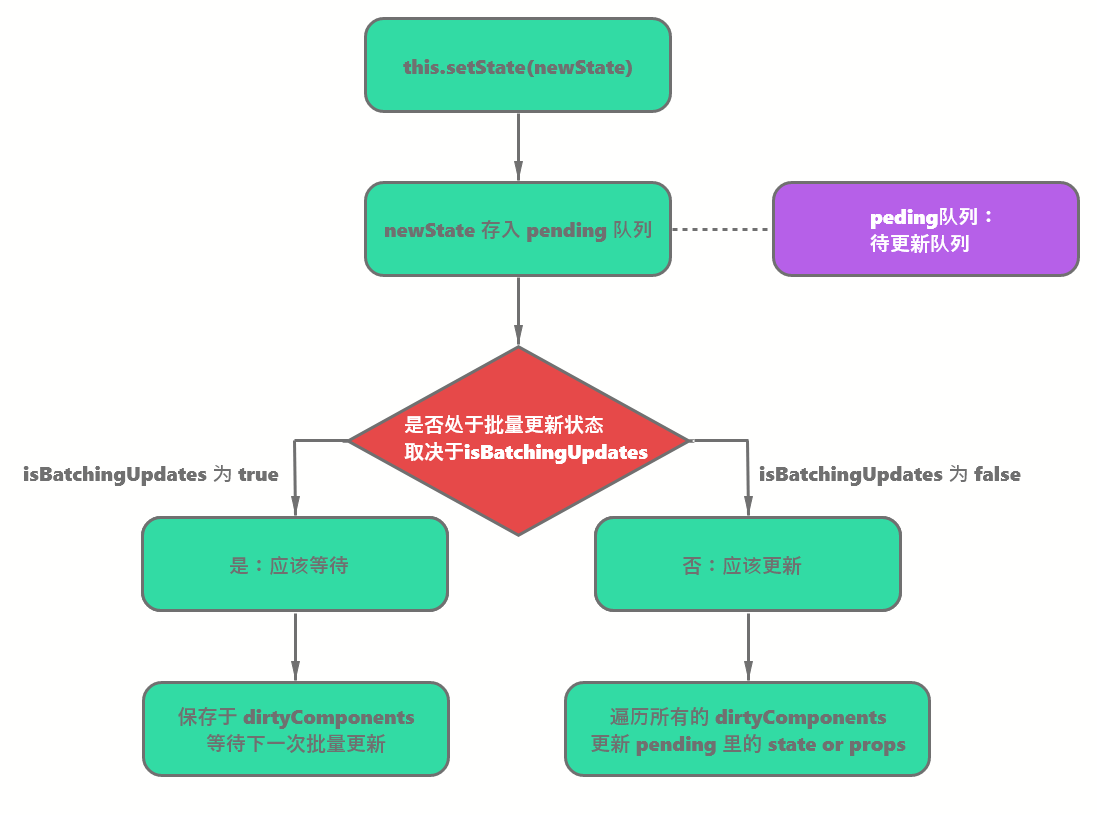 this.setState(newState)
newState 存入 pending 队列
peding队列：
待更新队列
是否处于批量更新状态
取决于isBatchingUpdates
isBatchingUpdates 为 true
isBatchingUpdates 为 false
是：应该等待
否：应该更新
保存于 dirtyComponents
等待下一次批量更新
遍历所有的 dirtyComponents
更新 pending 里的 state or props